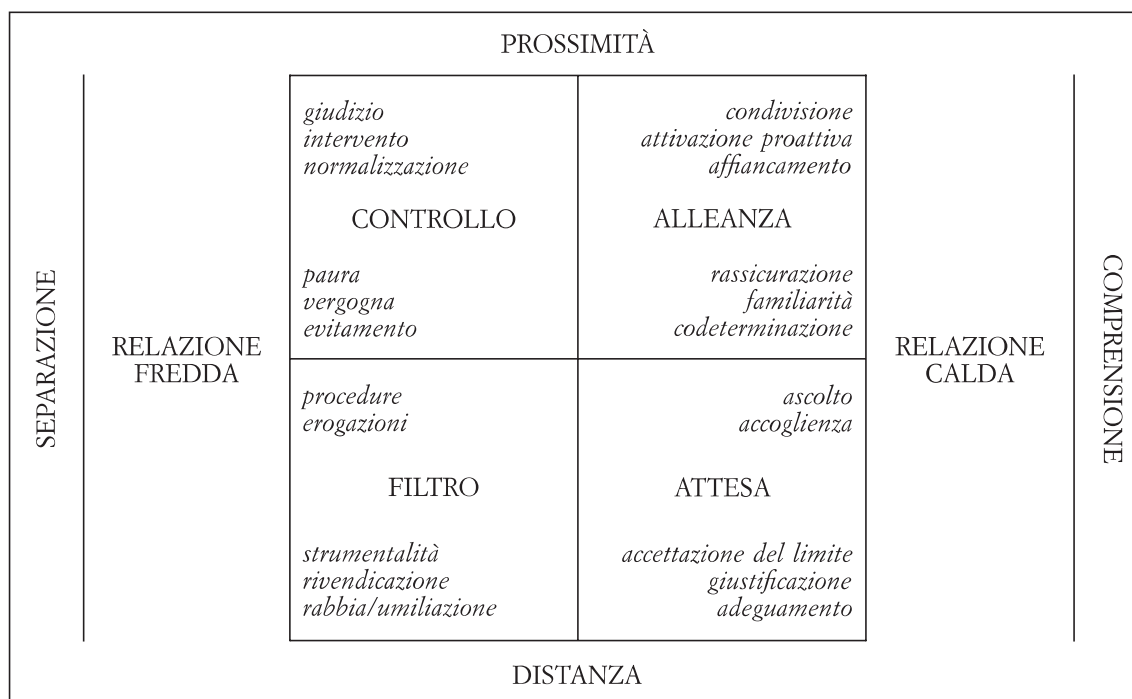 PROSSIMITÀ
SEPARAZIONE
RELAZIONE
FREDDA
giudizio
intervento
normalizzazione
CONTROLLO
paura
vergogna
evitamento
condivisione
attivazione proattiva
affiancamento
ALLEANZA
rassicurazione
familiarità
codeterminazione
procedure
erogazioni
FILTRO
strumentalità
rivendicazione
rabbia/umiliazione
ascolto
accoglienza
ATTESA
accettazione del limite
giustificazione
adeguamento
RELAZIONE
CALDA
COMPRENSIONE
DISTANZA